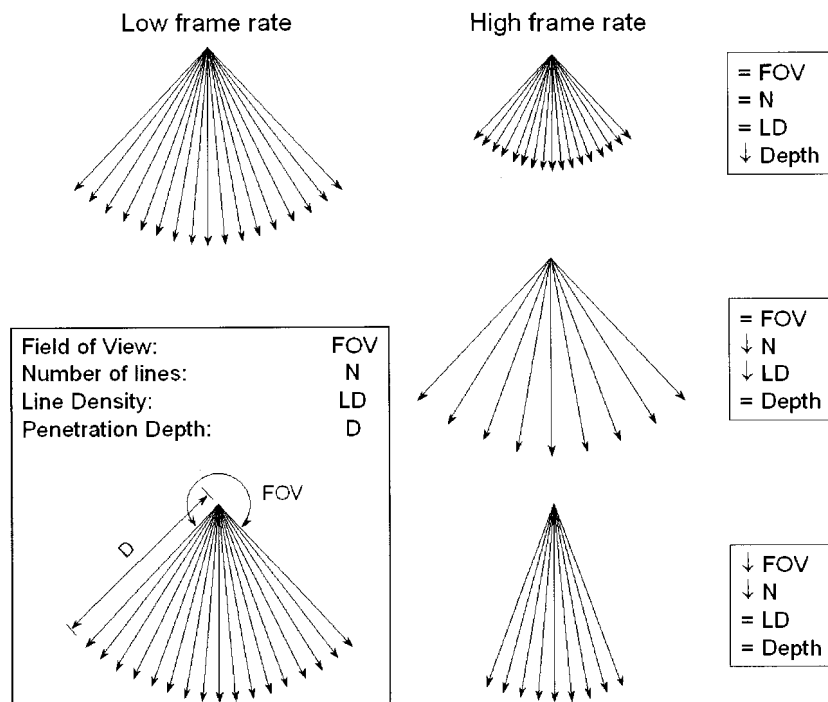 Low frame rate
High frame rate
= FOV
= N
= LD
↓ Depth
= FOV
↓ N
↓ LD
= Depth
Field of View: FOV
Number of lines: N
Line Density: LD
Penetration Depth: D
FOV
D
↓ FOV
↓ N
= LD
= Depth